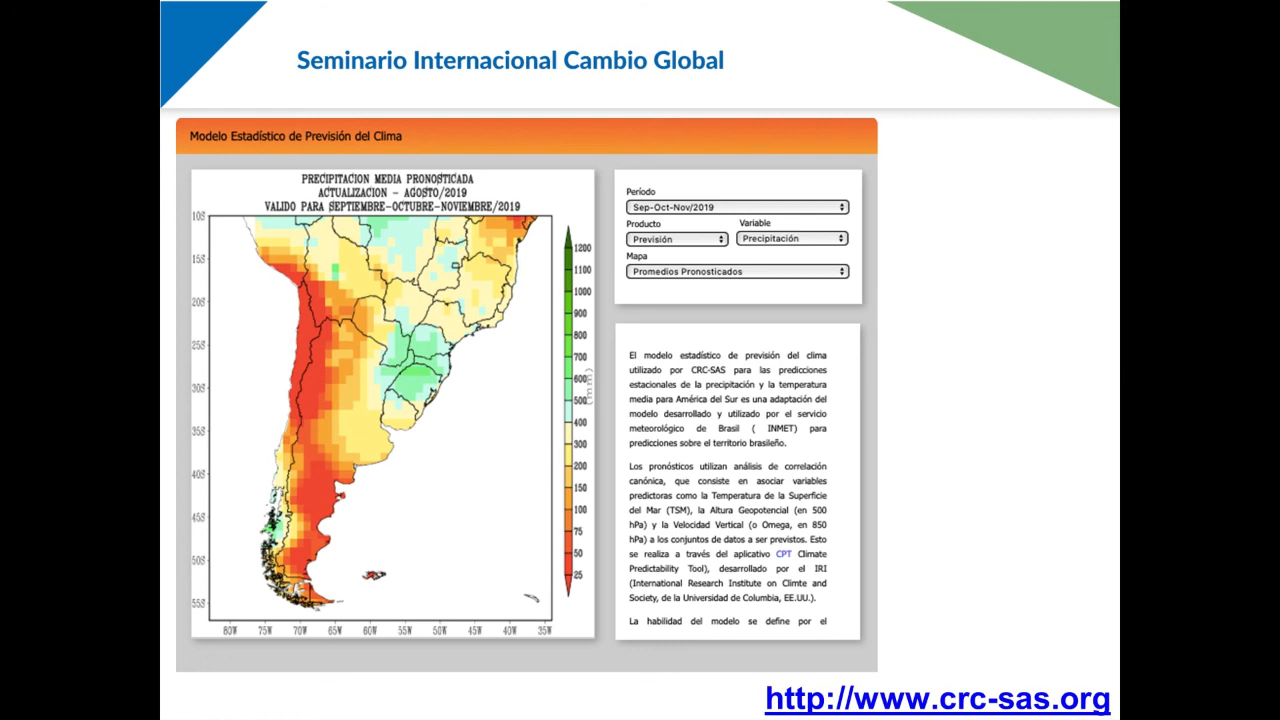 Seminario Internacional Cambio Global
Modelo Estadístico de Previsión del Clima
PRECIPITACION MEDIA PRONOSTICADA
ACTUALIZACION - AGOSTO/2019
VALIDO PARA SEPTIEMBRE-OCTUBRE-NOVIEMBRE/2019
10S
15S
20S
25S
30S
35S
40S
45S
50S
55S
80W 75W 70W 65W 60W 55W 50W 45W 40W 35W
1200
1100
1000
900
800
700
600
500
400
300
200
150
100
75
50
25
(mm)
Período
Sep-Oct-Nov/2019
Producto Variable
Previsión Precipitación
Mapa
Promedios Pronosticados
El modelo estadístico de previsión del clima
utilizado por CRC-SAS para las predicciones
estacionales de la precipitación y la temperatura
media para América del Sur es una adaptación del
modelo desarrollado y utilizado por el servicio
meteorológico de Brasil ( INMET) para
predicciones sobre el territorio brasileño.
Los pronósticos utilizan análisis de correlación
canónica, que consiste en asociar variables
predictoras como la Temperatura de la Superficie
del Mar (TSM), la Altura Geopotencial (en 500
hPa) y la Velocidad Vertical (o Omega, en 850
hPa) a los conjuntos de datos a ser previstos. Esto
se realiza a través del aplicativo CPT Climate
Predictability Tool), desarrollado por el IRI
(International Research Institute on Climte and
Society, de la Universidad de Columbia, EE.UU.).
La habilidad del modelo se define por el
http://www.crc-sas.org